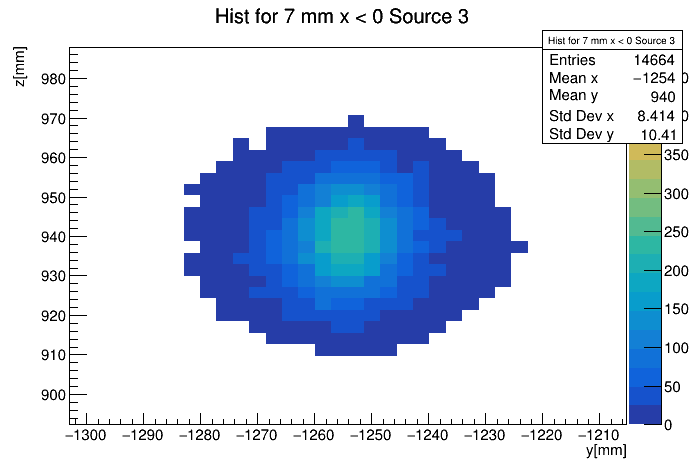 Hist for 7 mm x < 0 Source 3
Hist for 7 mm x < 0 Source 3
Entries 14664
Mean x −1254
Mean y 940
Std Dev x 8.414
Std Dev y 10.41
z[mm]
980
970
960
950
940
930
920
910
900
350
300
250
200
150
100
50
0
−1300 −1290 −1280 −1270 −1260 −1250 −1240 −1230 −1220 −1210
y[mm]